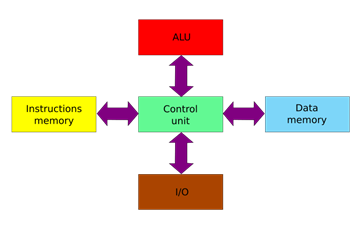 ALU
Instructions
memory
Control
unit
Data
memory
I/O